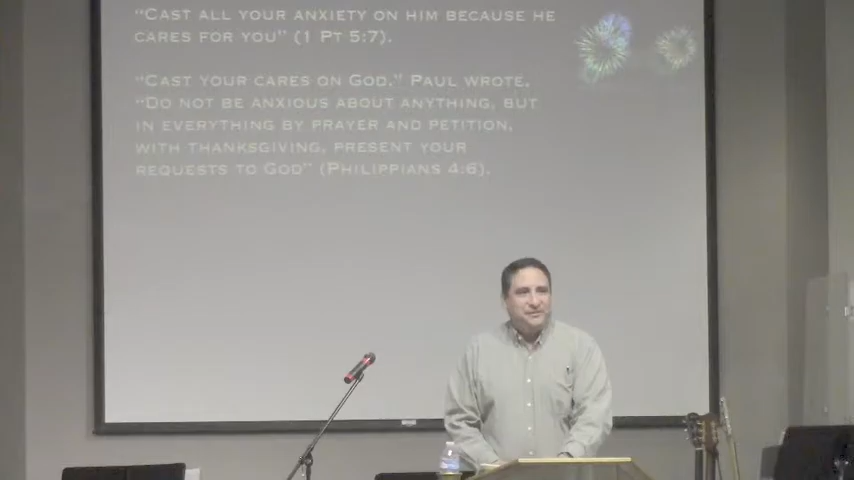 “Cast all your anxiety on Him because He
cares for you” (1 Pt 5:7).
“Cast your cares on God,” Paul wrote.
“Do not be anxious about anything, but
in everything by prayer and petition,
with thanksgiving, present your
requests to God” (Philippians 4:6).